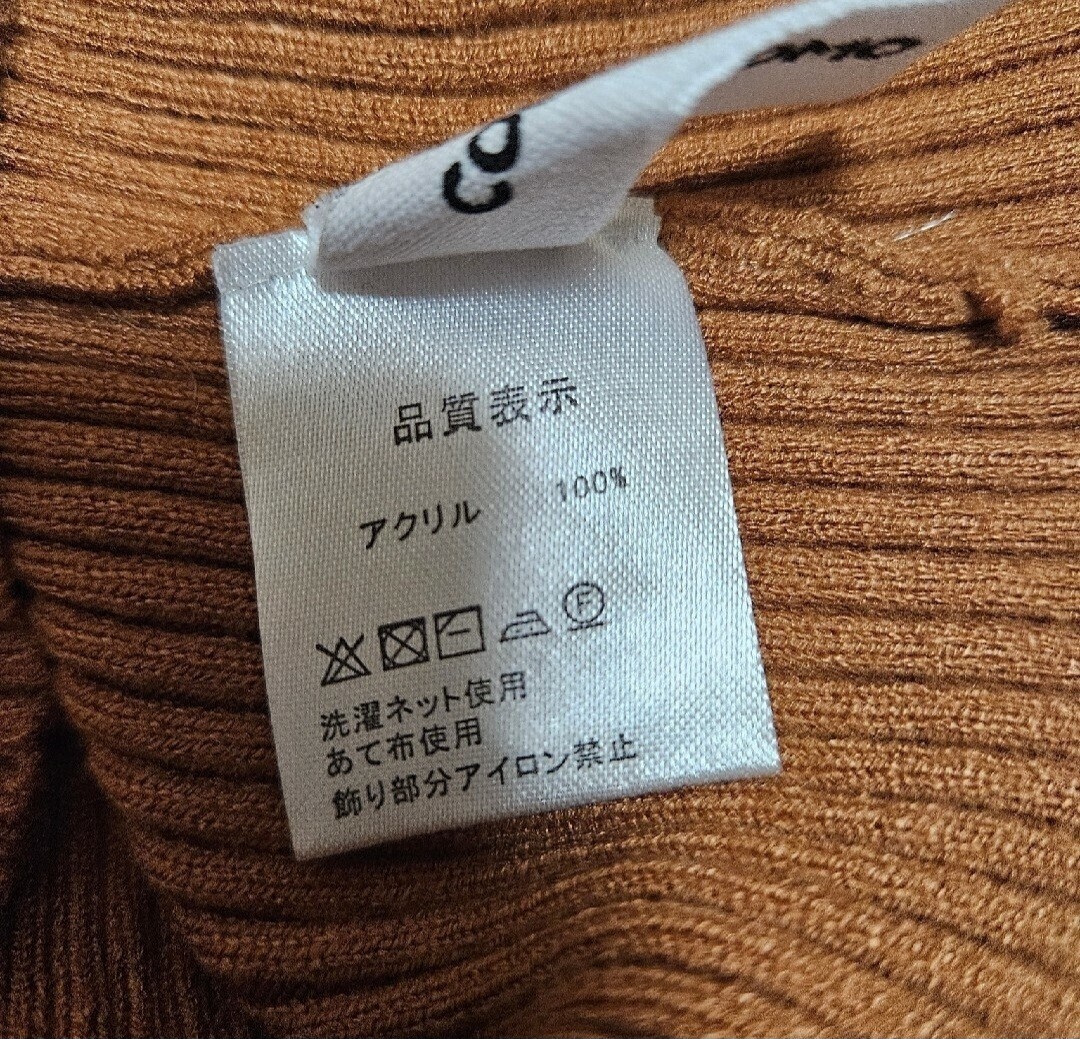 品質表示
アクリル 100%
F
洗濯ネット使用
あて布使用
飾り部分アイロン禁止